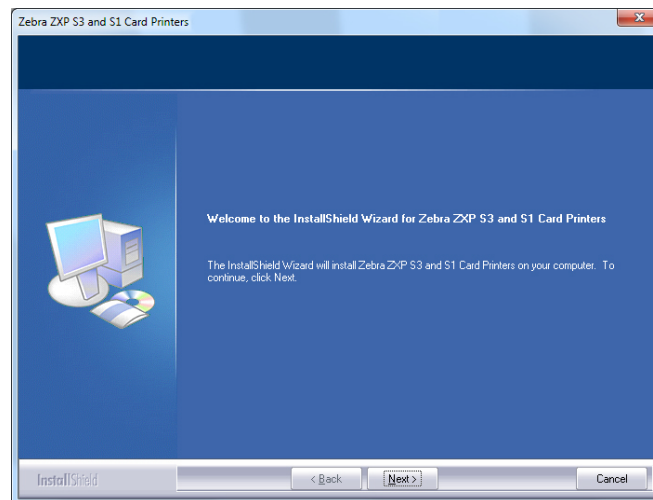 Zebra ZXP S3 and S1 Card Printers
Welcome to the InstallShield Wizard for Zebra ZXP S3 and S1 Card Printers
The InstallShield Wizard will install Zebra ZXP S3 and S1 Card Printers on your computer. To
continue, click Next.
InstallShield
< Back
Next >
Cancel